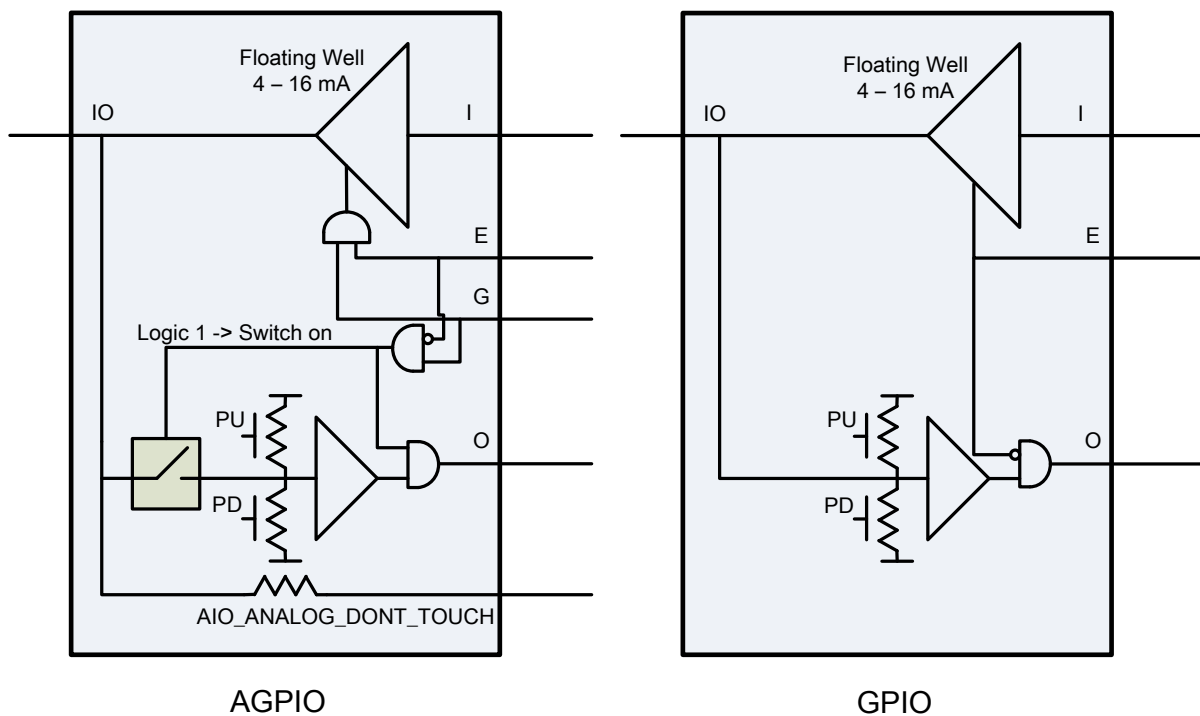 Floating Well
4 – 16 mA
IO
I
E
G
Logic 1 -> Switch on
PU
O
PD
AIO_ANALOG_DONT_TOUCH
AGPIO
Floating Well
4 – 16 mA
IO
I
E
PU
O
PD
GPIO